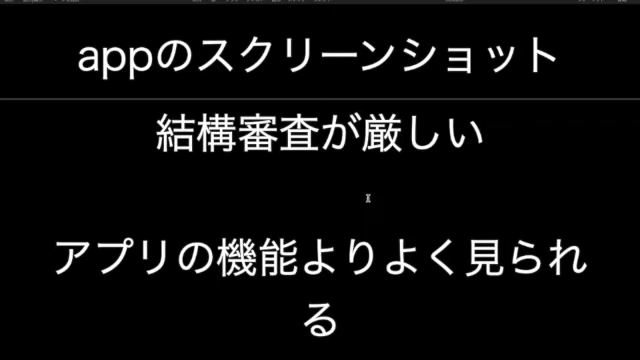 appのスクリーンショット
結構審査が厳しい
アプリの機能よりよく見られ
る